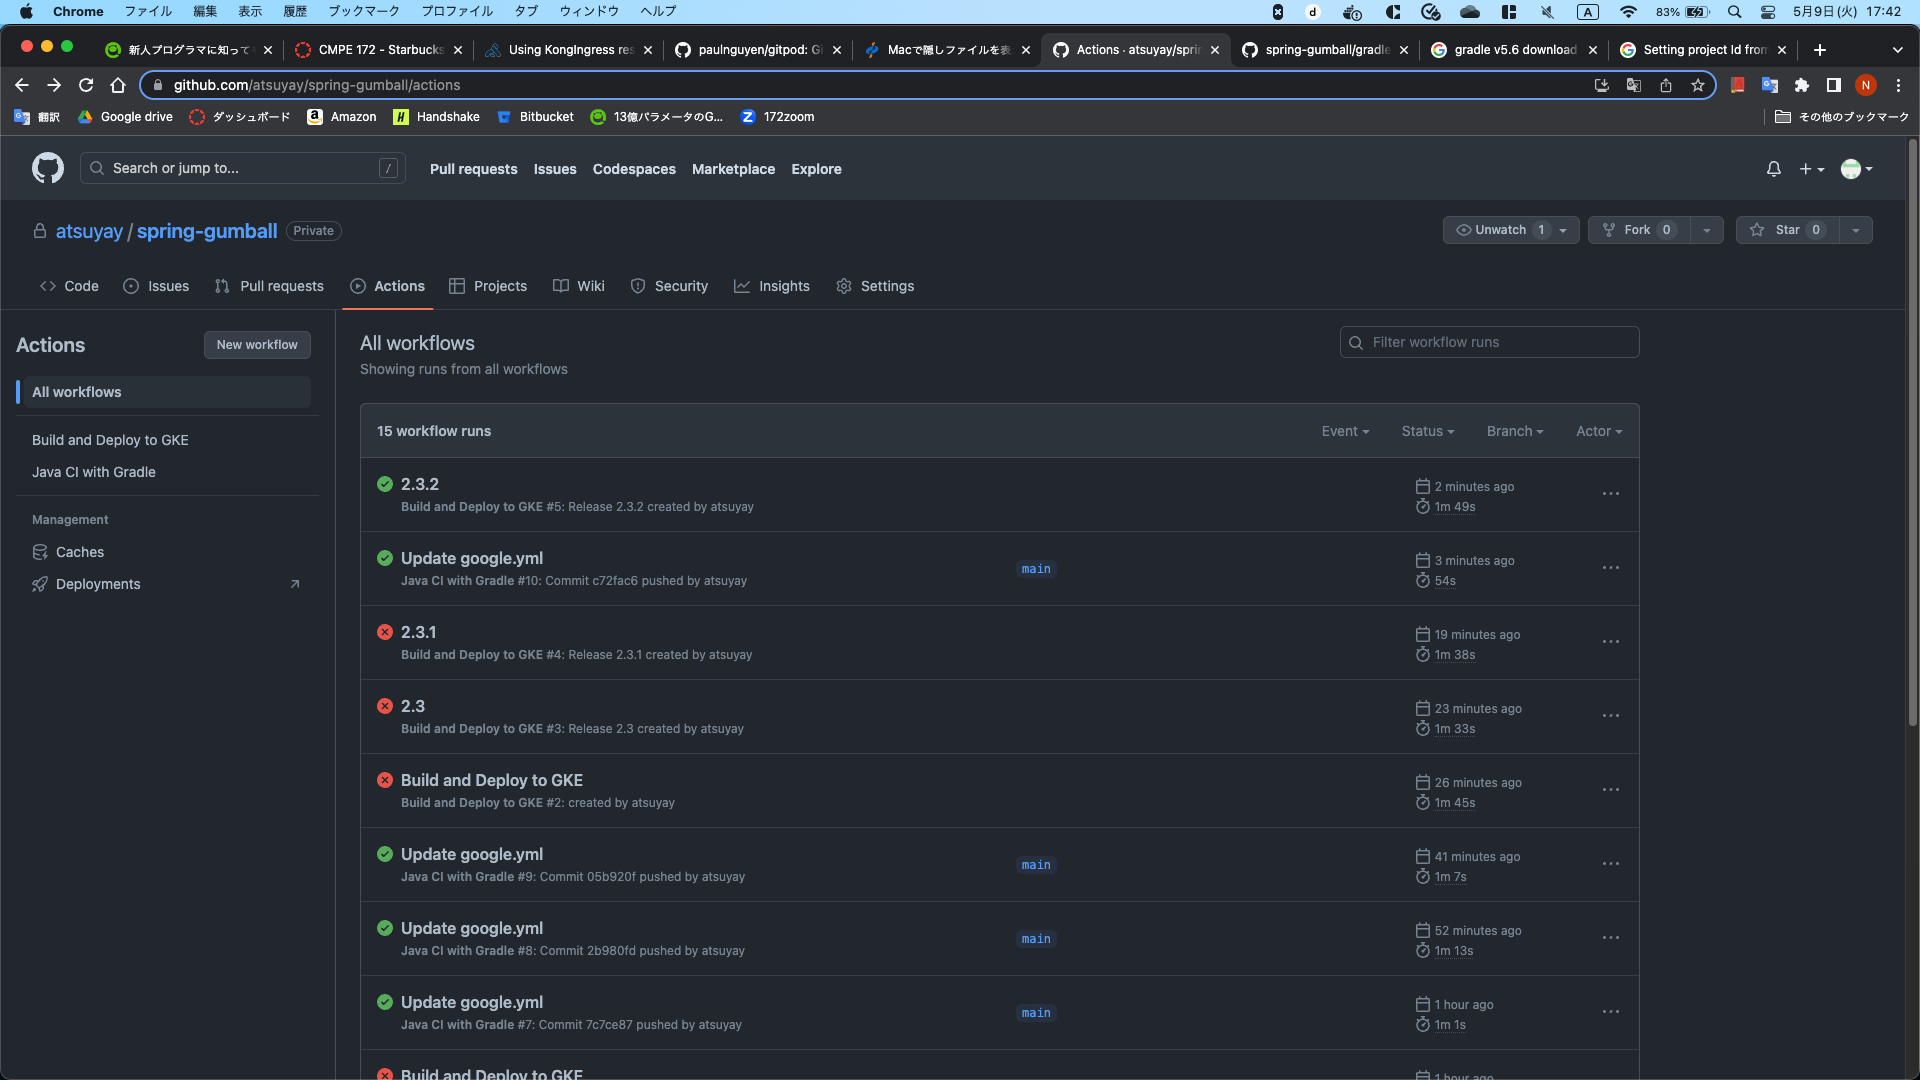 Chrome ファイル 編集 表示 履歴 ブックマーク プロファイル タブ ウィンドウ ヘルプ
d A 83% 5月9日(火) 17:42
新人プログラマに知って
CMPE 172 - Starbucks
Using KongIngress res
paulnguyen/gitpod: Gi
Macで隠しファイルを表
Actions · atsuyay/sprin
spring-gumball/gradle
gradle v5.6 download
Setting project Id from
github.com/atsuyay/spring-gumball/actions
N
翻訳 Google drive ダッシュボード Amazon Handshake Bitbucket 13億パラメータのG... 172zoom その他のブックマーク
Search or jump to... / Pull requests Issues Codespaces Marketplace Explore
atsuyay / spring-gumball Private Unwatch 1 Fork 0 Star 0
Code Issues Pull requests Actions Projects Wiki Security Insights Settings
Actions New workflow
All workflows
Build and Deploy to GKE
Java CI with Gradle
Management
Caches
Deployments
All workflows
Showing runs from all workflows
Filter workflow runs
15 workflow runs Event Status Branch Actor
2.3.2
Build and Deploy to GKE #5: Release 2.3.2 created by atsuyay
2 minutes ago
1m 49s
Update google.yml
Java CI with Gradle #10: Commit c72fac6 pushed by atsuyay
main
3 minutes ago
54s
2.3.1
Build and Deploy to GKE #4: Release 2.3.1 created by atsuyay
19 minutes ago
1m 38s
2.3
Build and Deploy to GKE #3: Release 2.3 created by atsuyay
23 minutes ago
1m 33s
Build and Deploy to GKE
Build and Deploy to GKE #2: created by atsuyay
26 minutes ago
1m 45s
Update google.yml
Java CI with Gradle #9: Commit 05b920f pushed by atsuyay
main
41 minutes ago
1m 7s
Update google.yml
Java CI with Gradle #8: Commit 2b980fd pushed by atsuyay
main
52 minutes ago
1m 13s
Update google.yml
Java CI with Gradle #7: Commit 7c7ce87 pushed by atsuyay
main
1 hour ago
1m 1s
Build and Deploy to GKE
1 hour ago